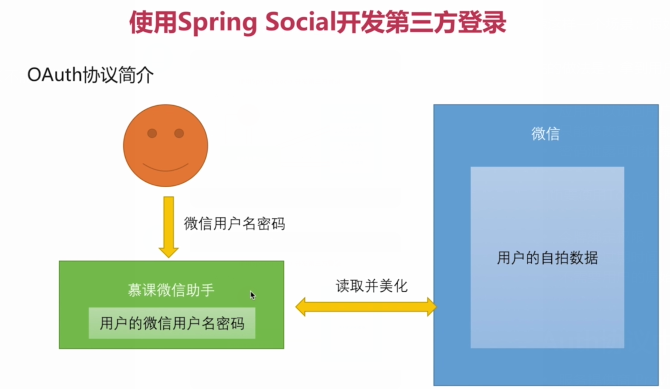 使用Spring Social开发第三方登录
OAuth协议简介
微信
微信用户名密码
用户的自拍数据
慕课微信助手
读取并美化
用户的微信用户名密码